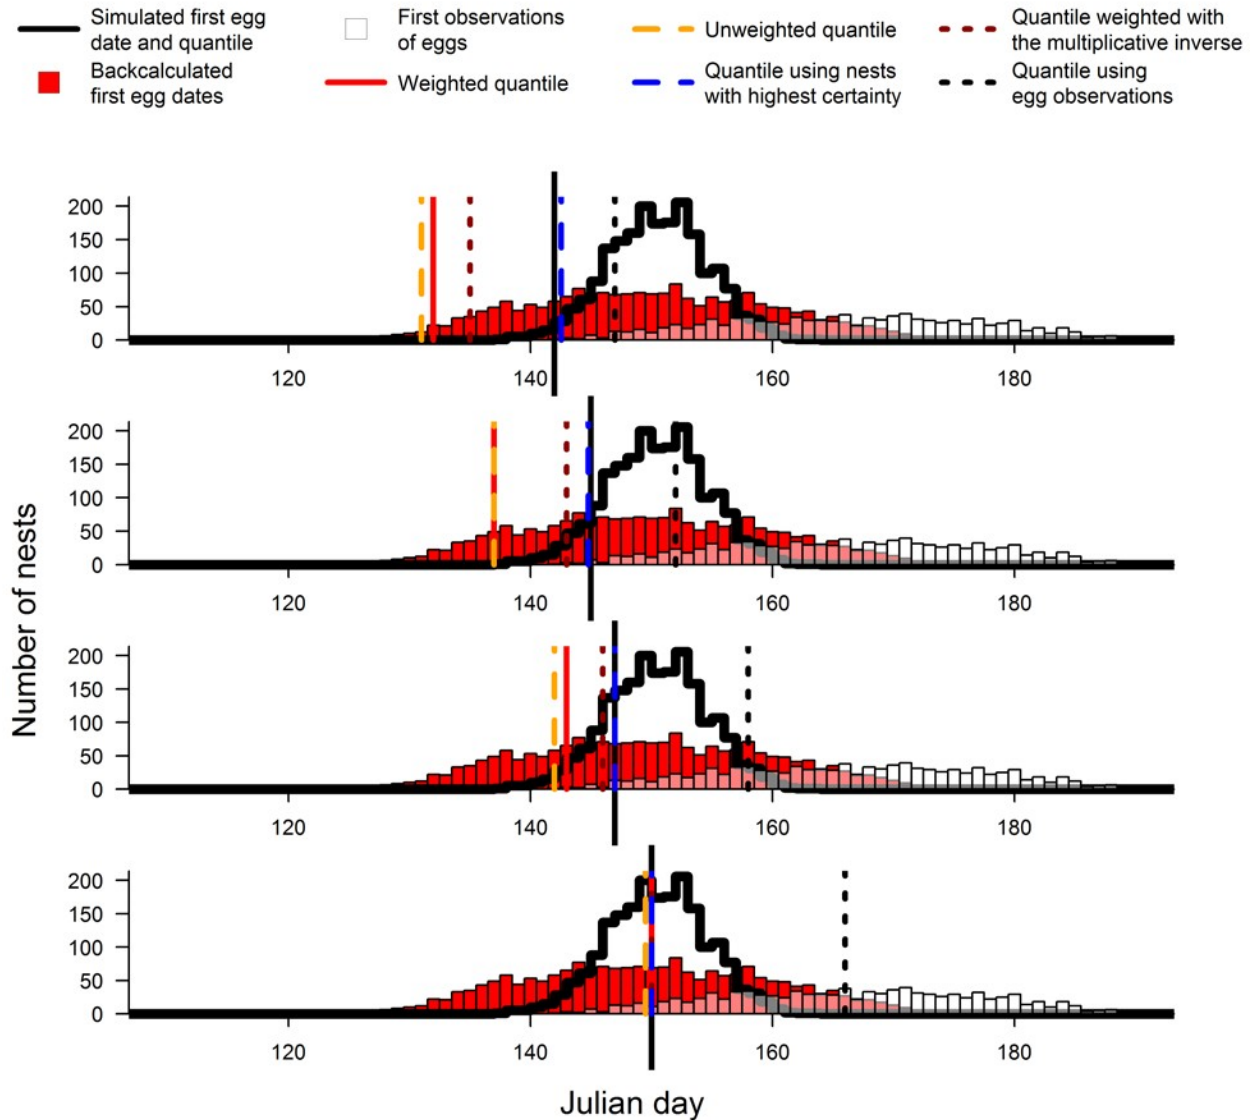 Simulated first egg
date and quantile
First observations
of eggs
Unweighted quantile
Quantile weighted with
the multiplicative inverse
Backcalculated
first egg dates
Weighted quantile
Quantile using nests
with highest certainty
Quantile using
egg observations
200
150
100
50
0
120 140 160 180
200
150
100
50
0
120 140 160 180
200
150
100
50
0
120 140 160 180
200
150
100
50
0
120 140 160 180
Number of nests
Julian day